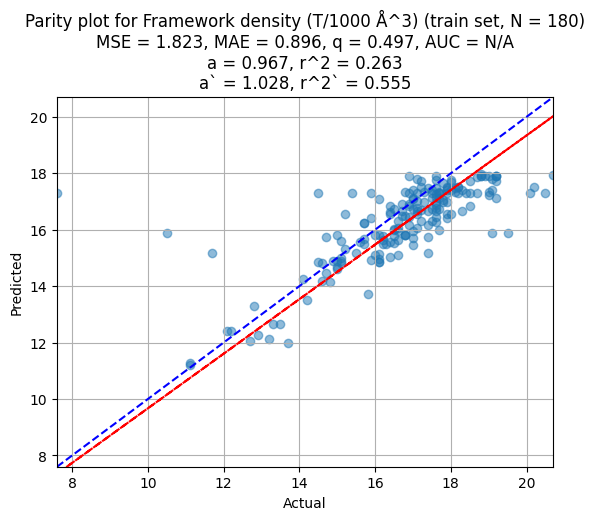 Parity plot for Framework density (T/1000 Å^3) (train set, N = 180)
MSE = 1.823, MAE = 0.896, q = 0.497, AUC = N/A
a = 0.967, r^2 = 0.263
a` = 1.028, r^2` = 0.555
20
18
16
14
12
10
8
Predicted
8 10 12 14 16 18 20
Actual